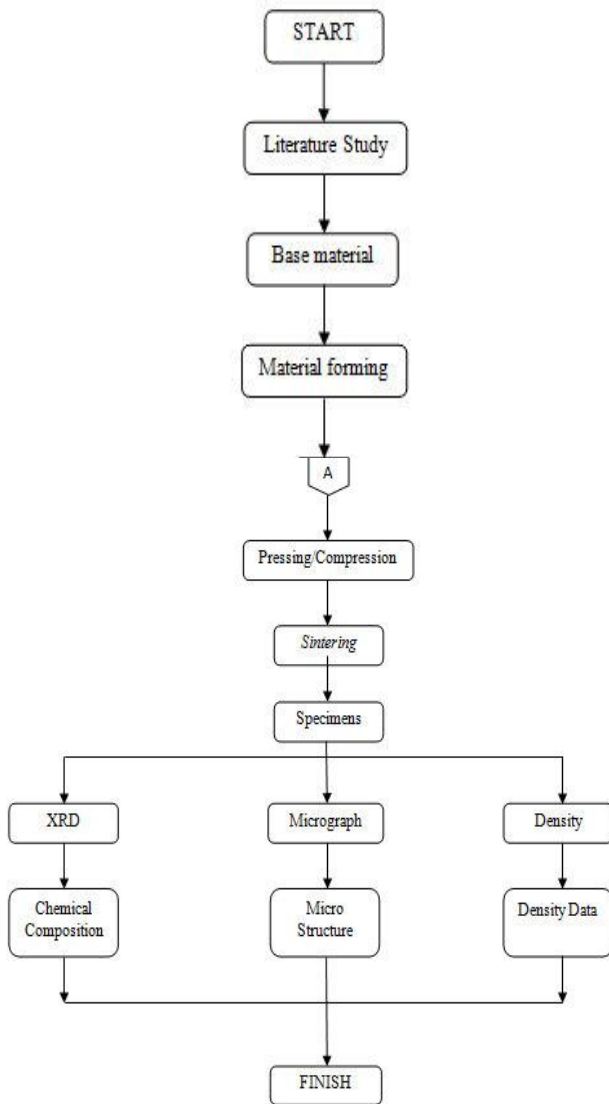 START
Literature Study
Base material
Material forming
A
Pressing/Compression
Sintering
Specimens
XRD
Micrograph
Density
Chemical
Composition
Micro
Structure
Density Data
FINISH